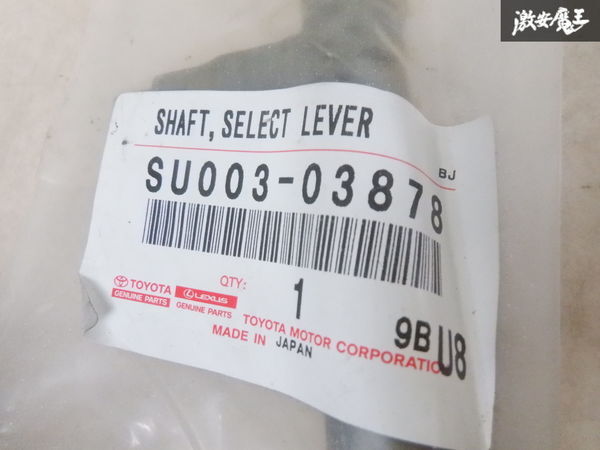 激安魔王
SHAFT, SELECT LEVER
BJ
SU003-03878
TOYOTA
GENUINE PARTS
LEXUS
GENUINE PARTS
QTY:
1
TOYOTA MOTOR CORPORATIO
MADE IN JAPAN
9B U8